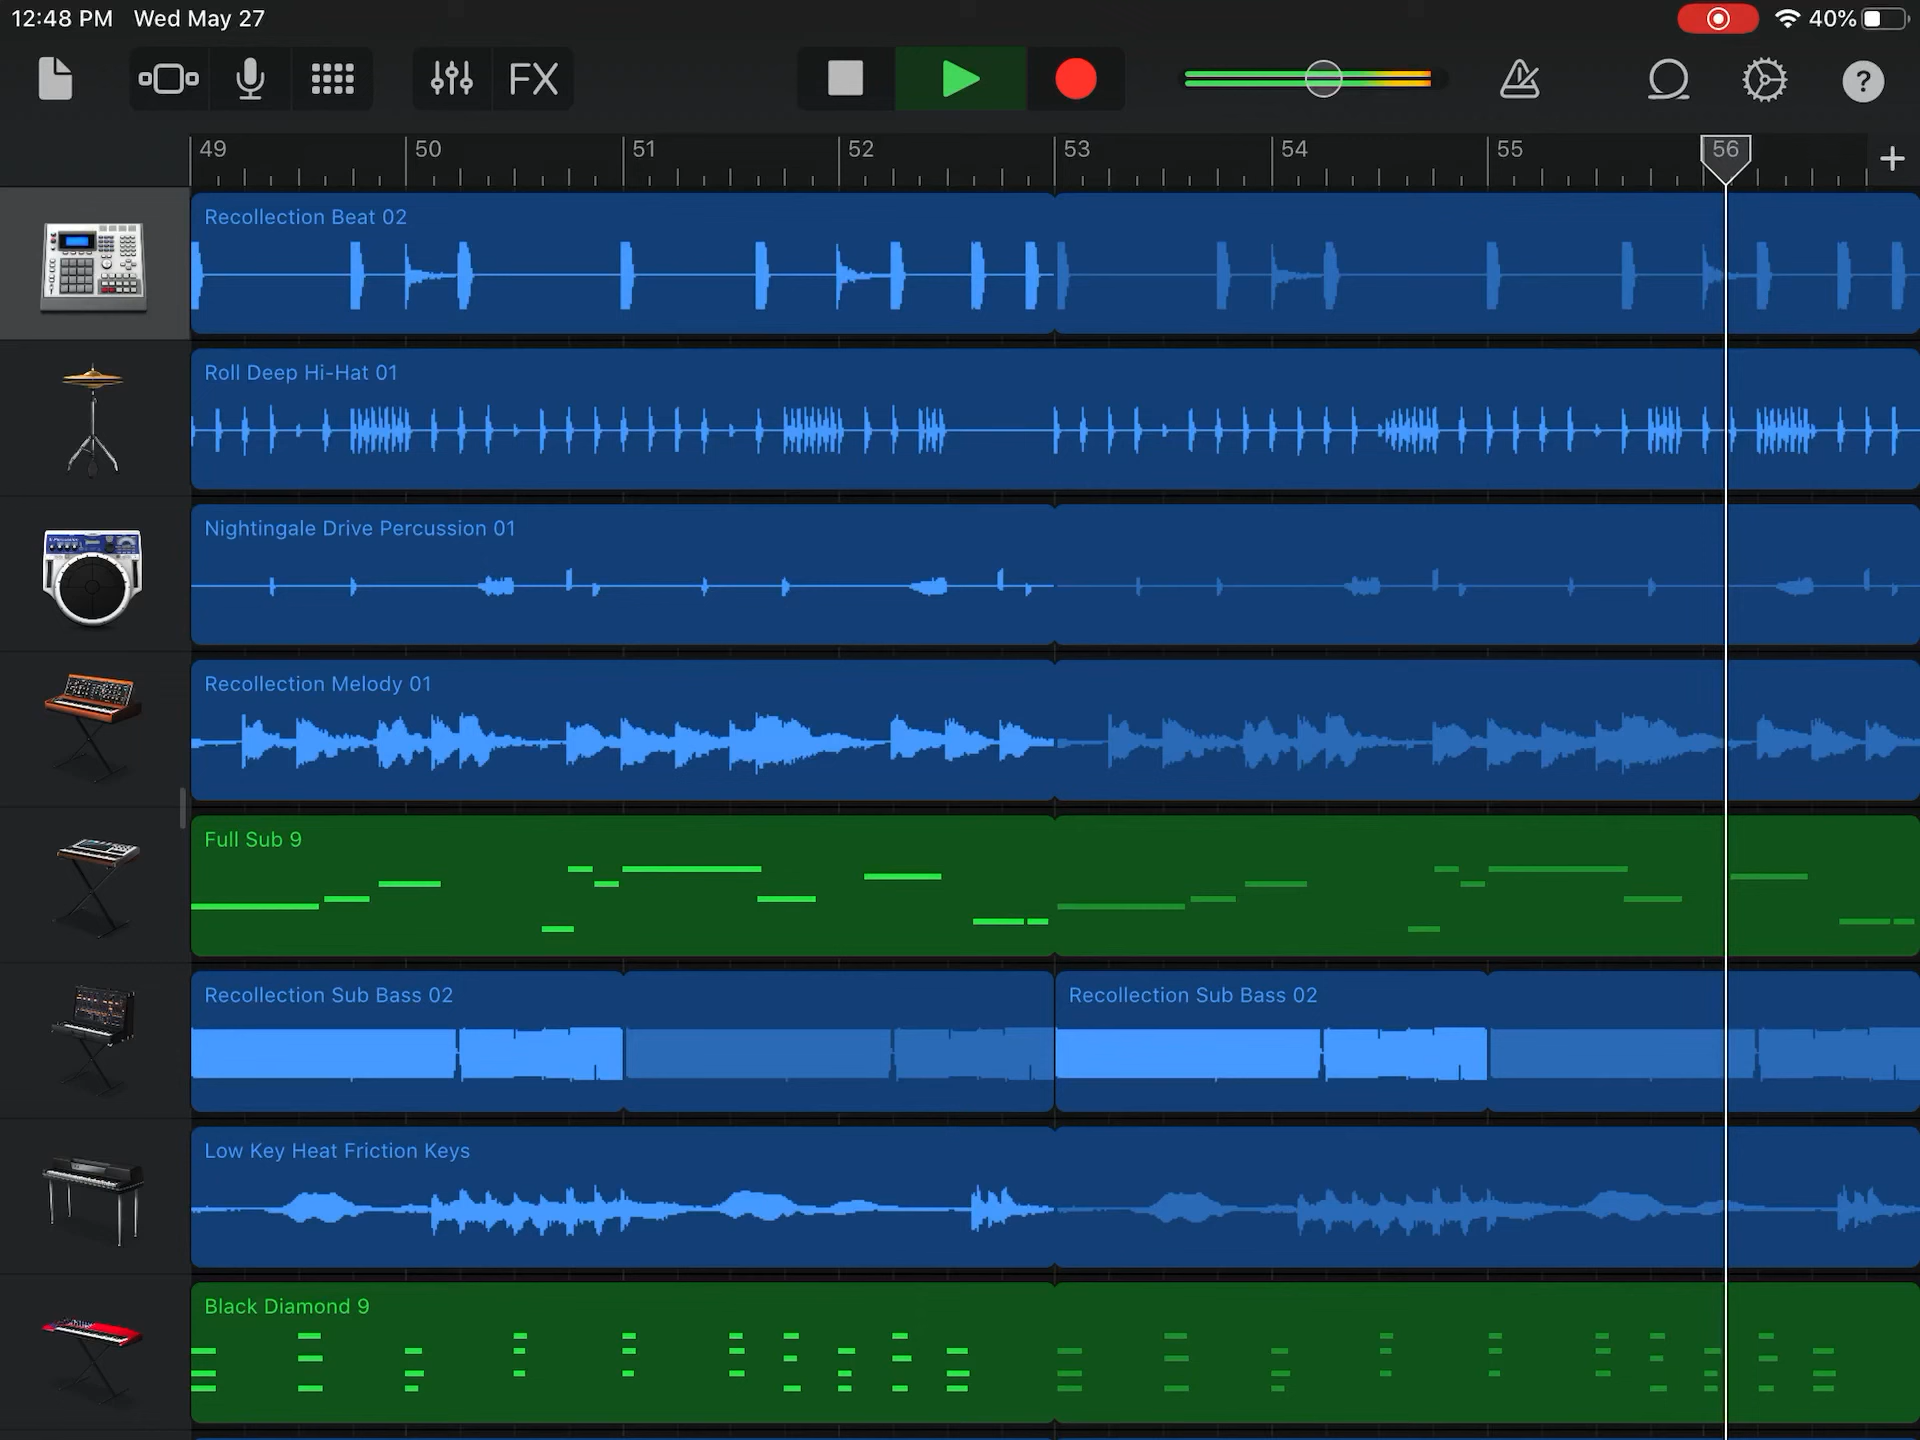 12:48 PM Wed May 27
40%
FX
?
49 50 51 52 53 54 55 56 +
Recollection Beat 02
Roll Deep Hi-Hat 01
Nightingale Drive Percussion 01
Recollection Melody 01
Full Sub 9
Recollection Sub Bass 02 Recollection Sub Bass 02
Low Key Heat Friction Keys
Black Diamond 9